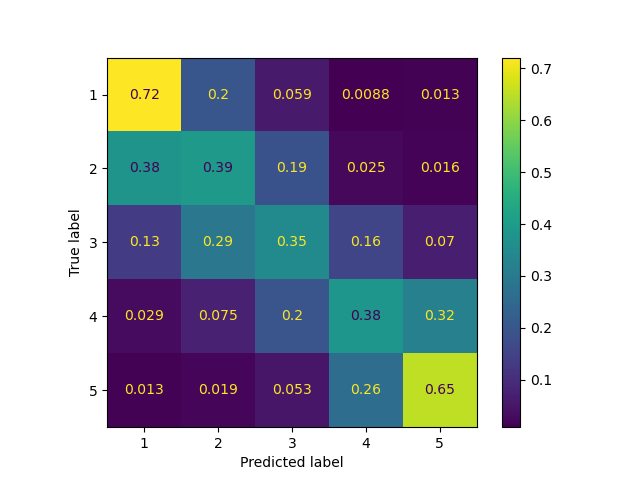 0.7
1 0.72 0.2 0.059 0.0088 0.013
0.6
2 0.38 0.39 0.19 0.025 0.016
0.5
0.4
True label
3 0.13 0.29 0.35 0.16 0.07
0.3
4 0.029 0.075 0.2 0.38 0.32
0.2
5 0.013 0.019 0.053 0.26 0.65
0.1
1 2 3 4 5
Predicted label